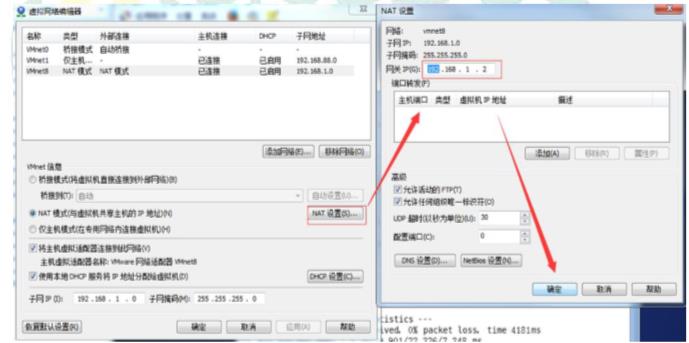 虚拟网络编辑器
名称 类型 外部连接 主机连接 DHCP 子网地址
VMnet0 桥接模式 自动桥接 - - -
VMnet1 仅主机... - 已连接 已启用 192.168.88.0
VMnet8 NAT 模式 NAT 模式 已连接 已启用 192.168.1.0
添加网络(E)... 移除网络(O)
VMnet 信息
桥接模式(将虚拟机直接连接到外部网络)(B)
桥接到(T): 自动 自动设置(U)...
NAT 模式(与虚拟机共享主机的 IP 地址)(N) NAT 设置(S)...
仅主机模式(在专用网络内连接虚拟机)(H)
将主机虚拟适配器连接到此网络(V)
主机虚拟适配器名称: VMware 网络适配器 VMnet8
使用本地 DHCP 服务将 IP 地址分配给虚拟机(D) DHCP 设置(C)...
子网 IP (I): 192 .168 . 1 . 0 子网掩码(M): 255 .255 .255 . 0
恢复默认设置(R) 确定 取消 应用(A) 帮助
NAT 设置
网络: vmnet8
子网 IP: 192.168.1.0
子网掩码: 255.255.255.0
网关 IP(G): 192 .168 . 1 . 2
端口转发(F)
主机端口 类型 虚拟机 IP 地址 描述
添加(A) 移除(R) 属性(P)
高级
允许活动的 FTP(T)
允许任何组织唯一标识符(O)
UDP 超时(以秒为单位)(U): 30
配置端口(C): 0
DNS 设置(D)... NetBios 设置(N)...
确定 取消 帮助
tistics ---
ived, 0% packet loss, time 4181ms